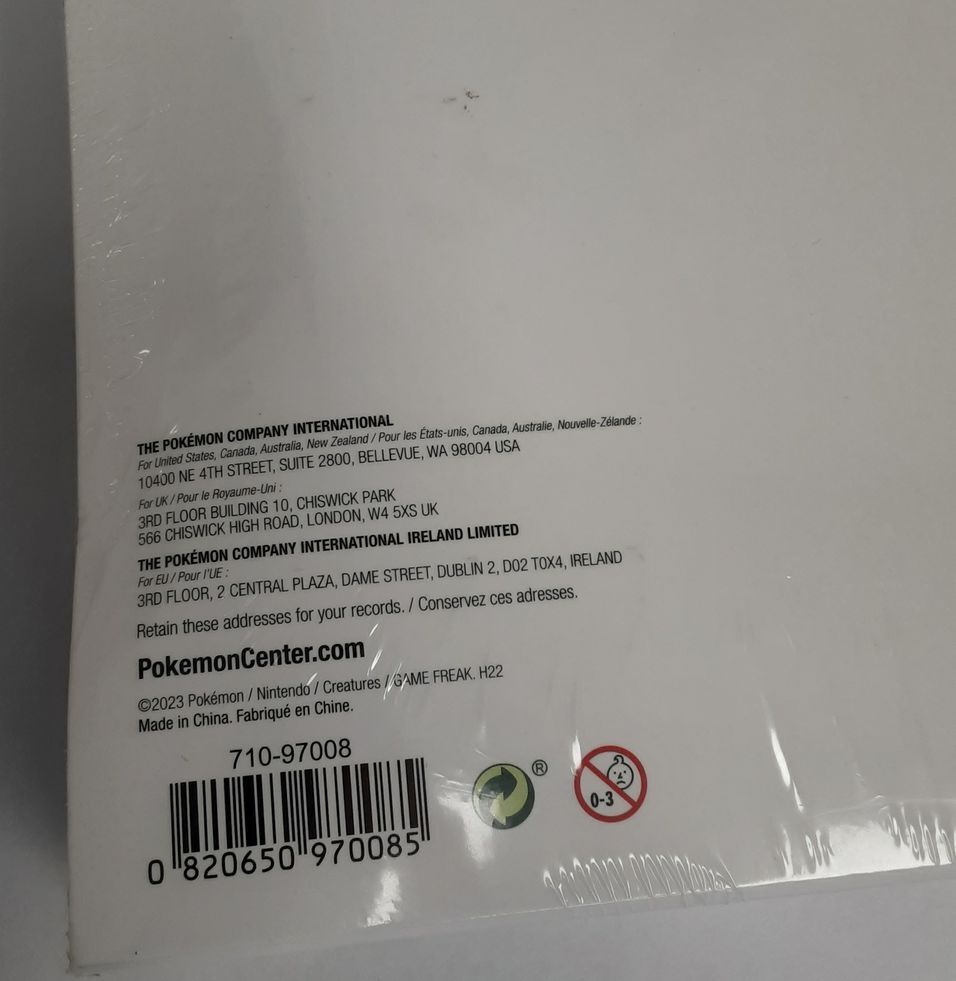 THE POKÉMON COMPANY INTERNATIONAL
For United States, Canada, Australia, New Zealand / Pour les États-unis, Canada, Australie, Nouvelle-Zélande :
10400 NE 4TH STREET, SUITE 2800, BELLEVUE, WA 98004 USA
For UK / Pour le Royaume-Uni :
3RD FLOOR BUILDING 10, CHISWICK PARK
566 CHISWICK HIGH ROAD, LONDON, W4 5XS UK
THE POKÉMON COMPANY INTERNATIONAL IRELAND LIMITED
For EU / Pour l'UE :
3RD FLOOR, 2 CENTRAL PLAZA, DAME STREET, DUBLIN 2, D02 T0X4, IRELAND
Retain these addresses for your records. / Conservez ces adresses.
PokemonCenter.com
©2023 Pokémon / Nintendo / Creatures / GAME FREAK. H22
Made in China. Fabriqué en Chine.
710-97008
0 820650 970085
®
0-3